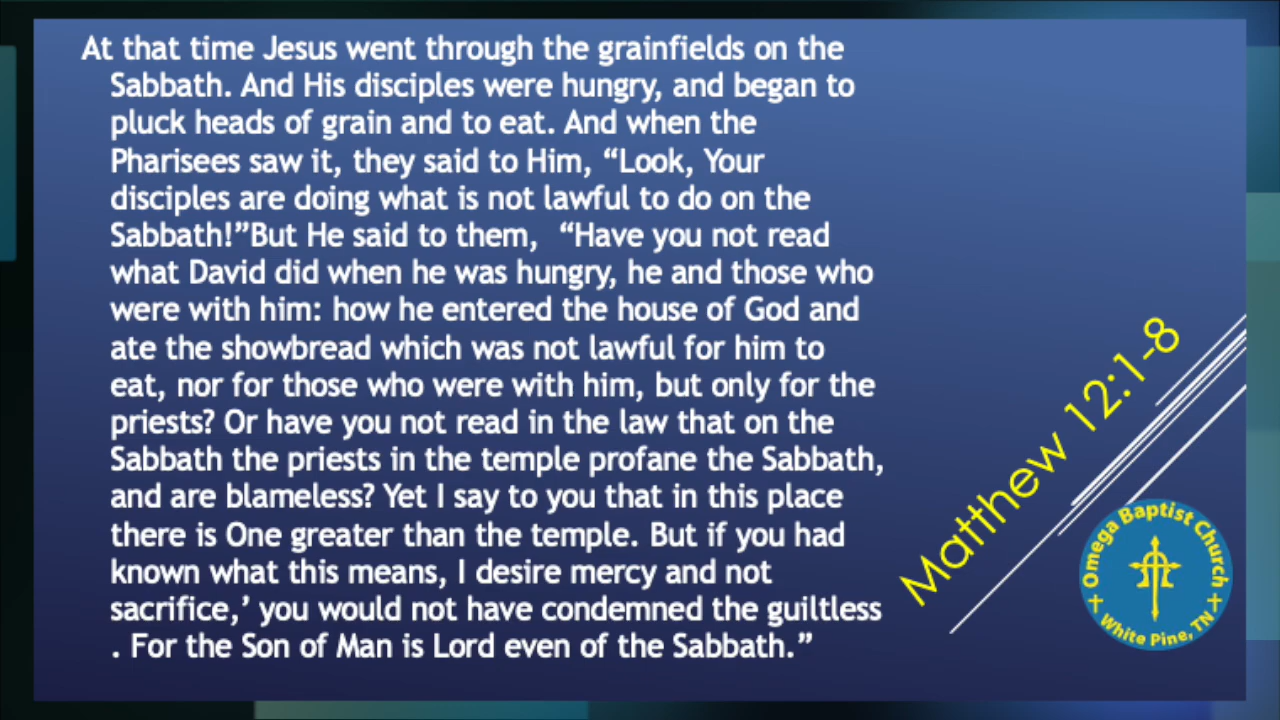 At that time Jesus went through the grainfields on the
Sabbath. And His disciples were hungry, and began to
pluck heads of grain and to eat. And when the
Pharisees saw it, they said to Him, “Look, Your
disciples are doing what is not lawful to do on the
Sabbath!”But He said to them,  “Have you not read
what David did when he was hungry, he and those who
were with him: how he entered the house of God and
ate the showbread which was not lawful for him to
eat, nor for those who were with him, but only for the
priests? Or have you not read in the law that on the
Sabbath the priests in the temple profane the Sabbath,
and are blameless? Yet I say to you that in this place
there is One greater than the temple. But if you had
known what this means, I desire mercy and not
sacrifice,’ you would not have condemned the guiltless
. For the Son of Man is Lord even of the Sabbath.”
Matthew 12:1-8
Omega Baptist Church
White Pine, TN